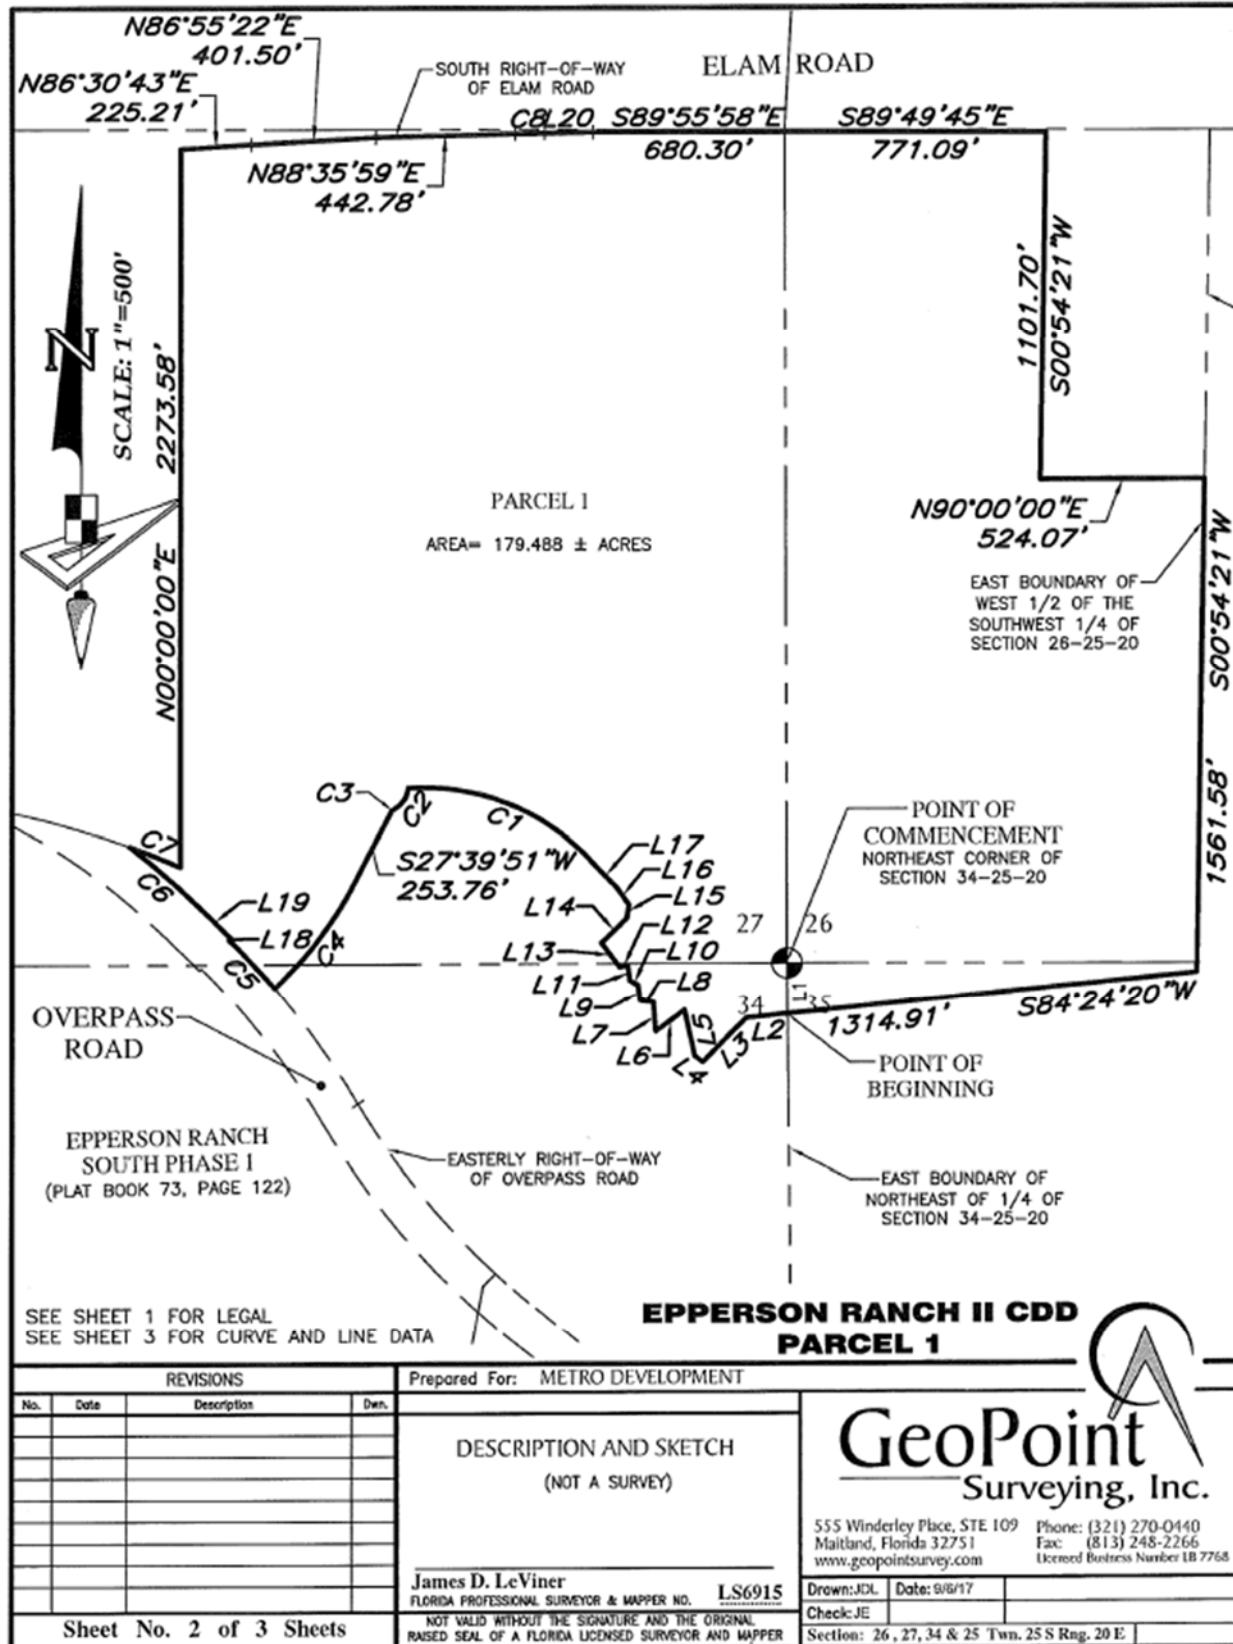 N86°55'22"E
401.50'
N86°30'43"E
225.21'
SOUTH RIGHT-OF-WAY
OF ELAM ROAD
ELAM ROAD
C8
L20
S89°55'58"E
680.30'
S89°49'45"E
771.09'
N88°35'59"E
442.78'
N
SCALE: 1"=500'
2273.58'
N00°00'00"E
1101.70'
S00°54'21"W
PARCEL 1
AREA= 179.488 ± ACRES
N90°00'00"E
524.07'
EAST BOUNDARY OF
WEST 1/2 OF THE
SOUTHWEST 1/4 OF
SECTION 26-25-20
S00°54'21"W
1561.58'
C3
C2
C1
C7
C6
S27°39'51"W
253.76'
L17
L16
L15
L14
L12
L13
L10
L11
L8
L9
L7
L6
L5
L4
L3
L2
L1
L19
L18
C5
C4
POINT OF
COMMENCEMENT
NORTHEAST CORNER OF
SECTION 34-25-20
27
26
34
35
1314.91'
S84°24'20"W
POINT OF
BEGINNING
OVERPASS
ROAD
EPPERSON RANCH
SOUTH PHASE 1
(PLAT BOOK 73, PAGE 122)
EASTERLY RIGHT-OF-WAY
OF OVERPASS ROAD
EAST BOUNDARY OF
NORTHEAST OF 1/4 OF
SECTION 34-25-20
SEE SHEET 1 FOR LEGAL
SEE SHEET 3 FOR CURVE AND LINE DATA
EPPERSON RANCH II CDD
PARCEL 1
REVISIONS
No. Date Description Dwn.
Prepared For: METRO DEVELOPMENT
DESCRIPTION AND SKETCH
(NOT A SURVEY)
James D. LeViner
FLORIDA PROFESSIONAL SURVEYOR & MAPPER NO. LS6915
NOT VALID WITHOUT THE SIGNATURE AND THE ORIGINAL
RAISED SEAL OF A FLORIDA LICENSED SURVEYOR AND MAPPER
Sheet No. 2 of 3 Sheets
GeoPoint
Surveying, Inc.
555 Winderley Place, STE 109
Maitland, Florida 32751
www.geopointsurvey.com
Phone: (321) 270-0440
Fax: (813) 248-2266
Licensed Business Number LB 7768
Drawn:JDL Date: 9/6/17
Check:JE
Section: 26, 27, 34 & 25 Twn. 25 S Rng. 20 E